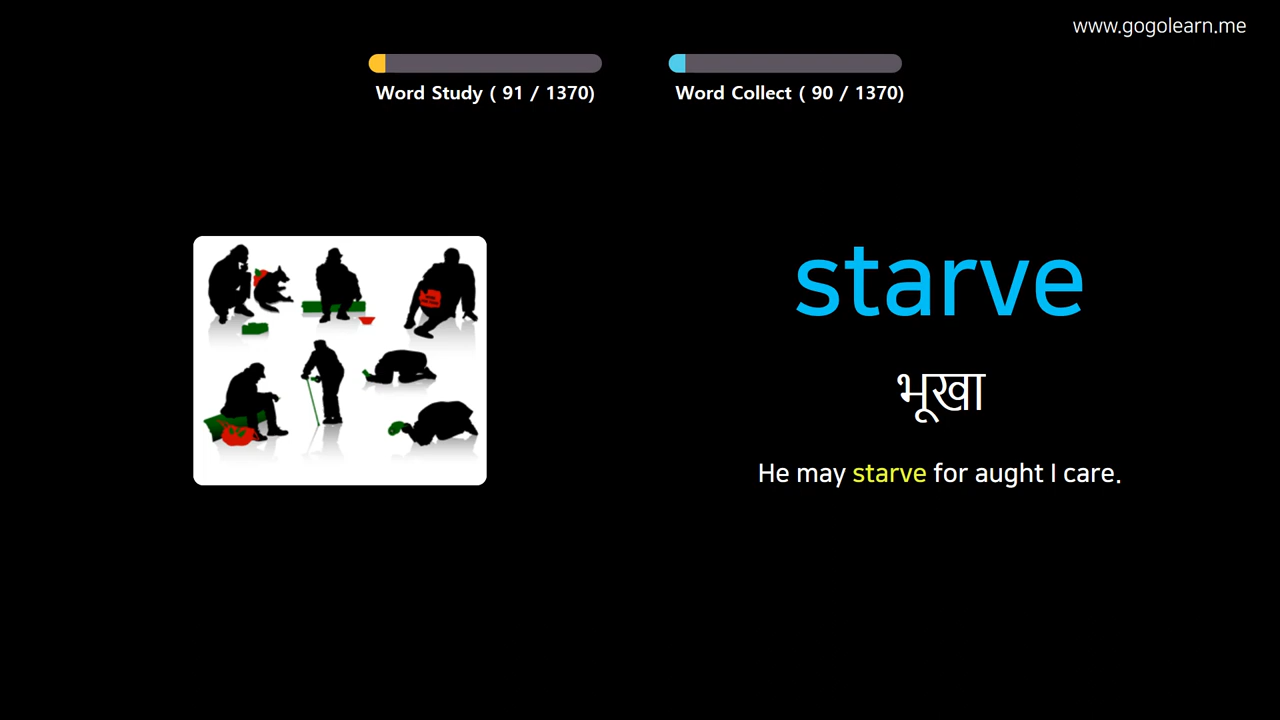 www.gogolearn.me
Word Study ( 91 / 1370)
Word Collect ( 90 / 1370)
starve
भूखा
He may starve for aught I care.